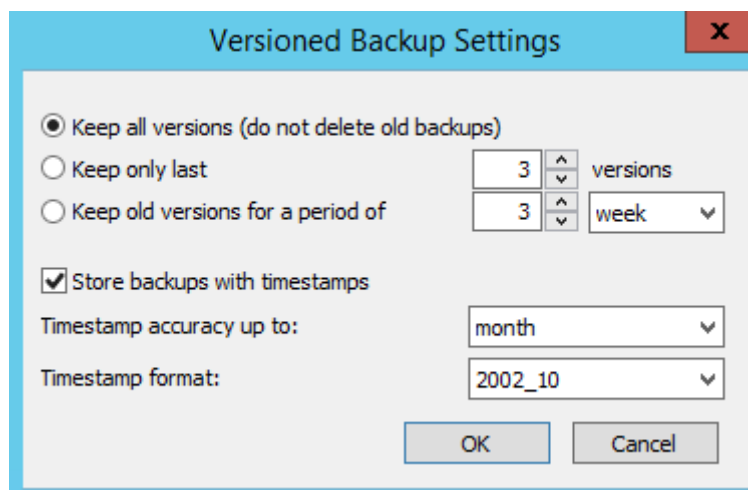 Versioned Backup Settings
x
Keep all versions (do not delete old backups)
Keep only last 3 versions
Keep old versions for a period of 3 week
Store backups with timestamps
Timestamp accuracy up to: month
Timestamp format: 2002_10
OK Cancel